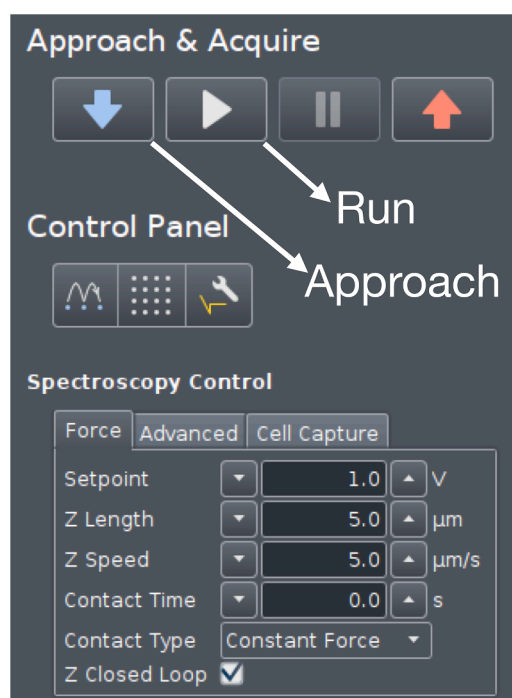 Approach & Acquire
Run
Control Panel
Approach
Spectroscopy Control
Force Advanced Cell Capture
Setpoint 1.0 V
Z Length 5.0 µm
Z Speed 5.0 µm/s
Contact Time 0.0 s
Contact Type Constant Force
Z Closed Loop